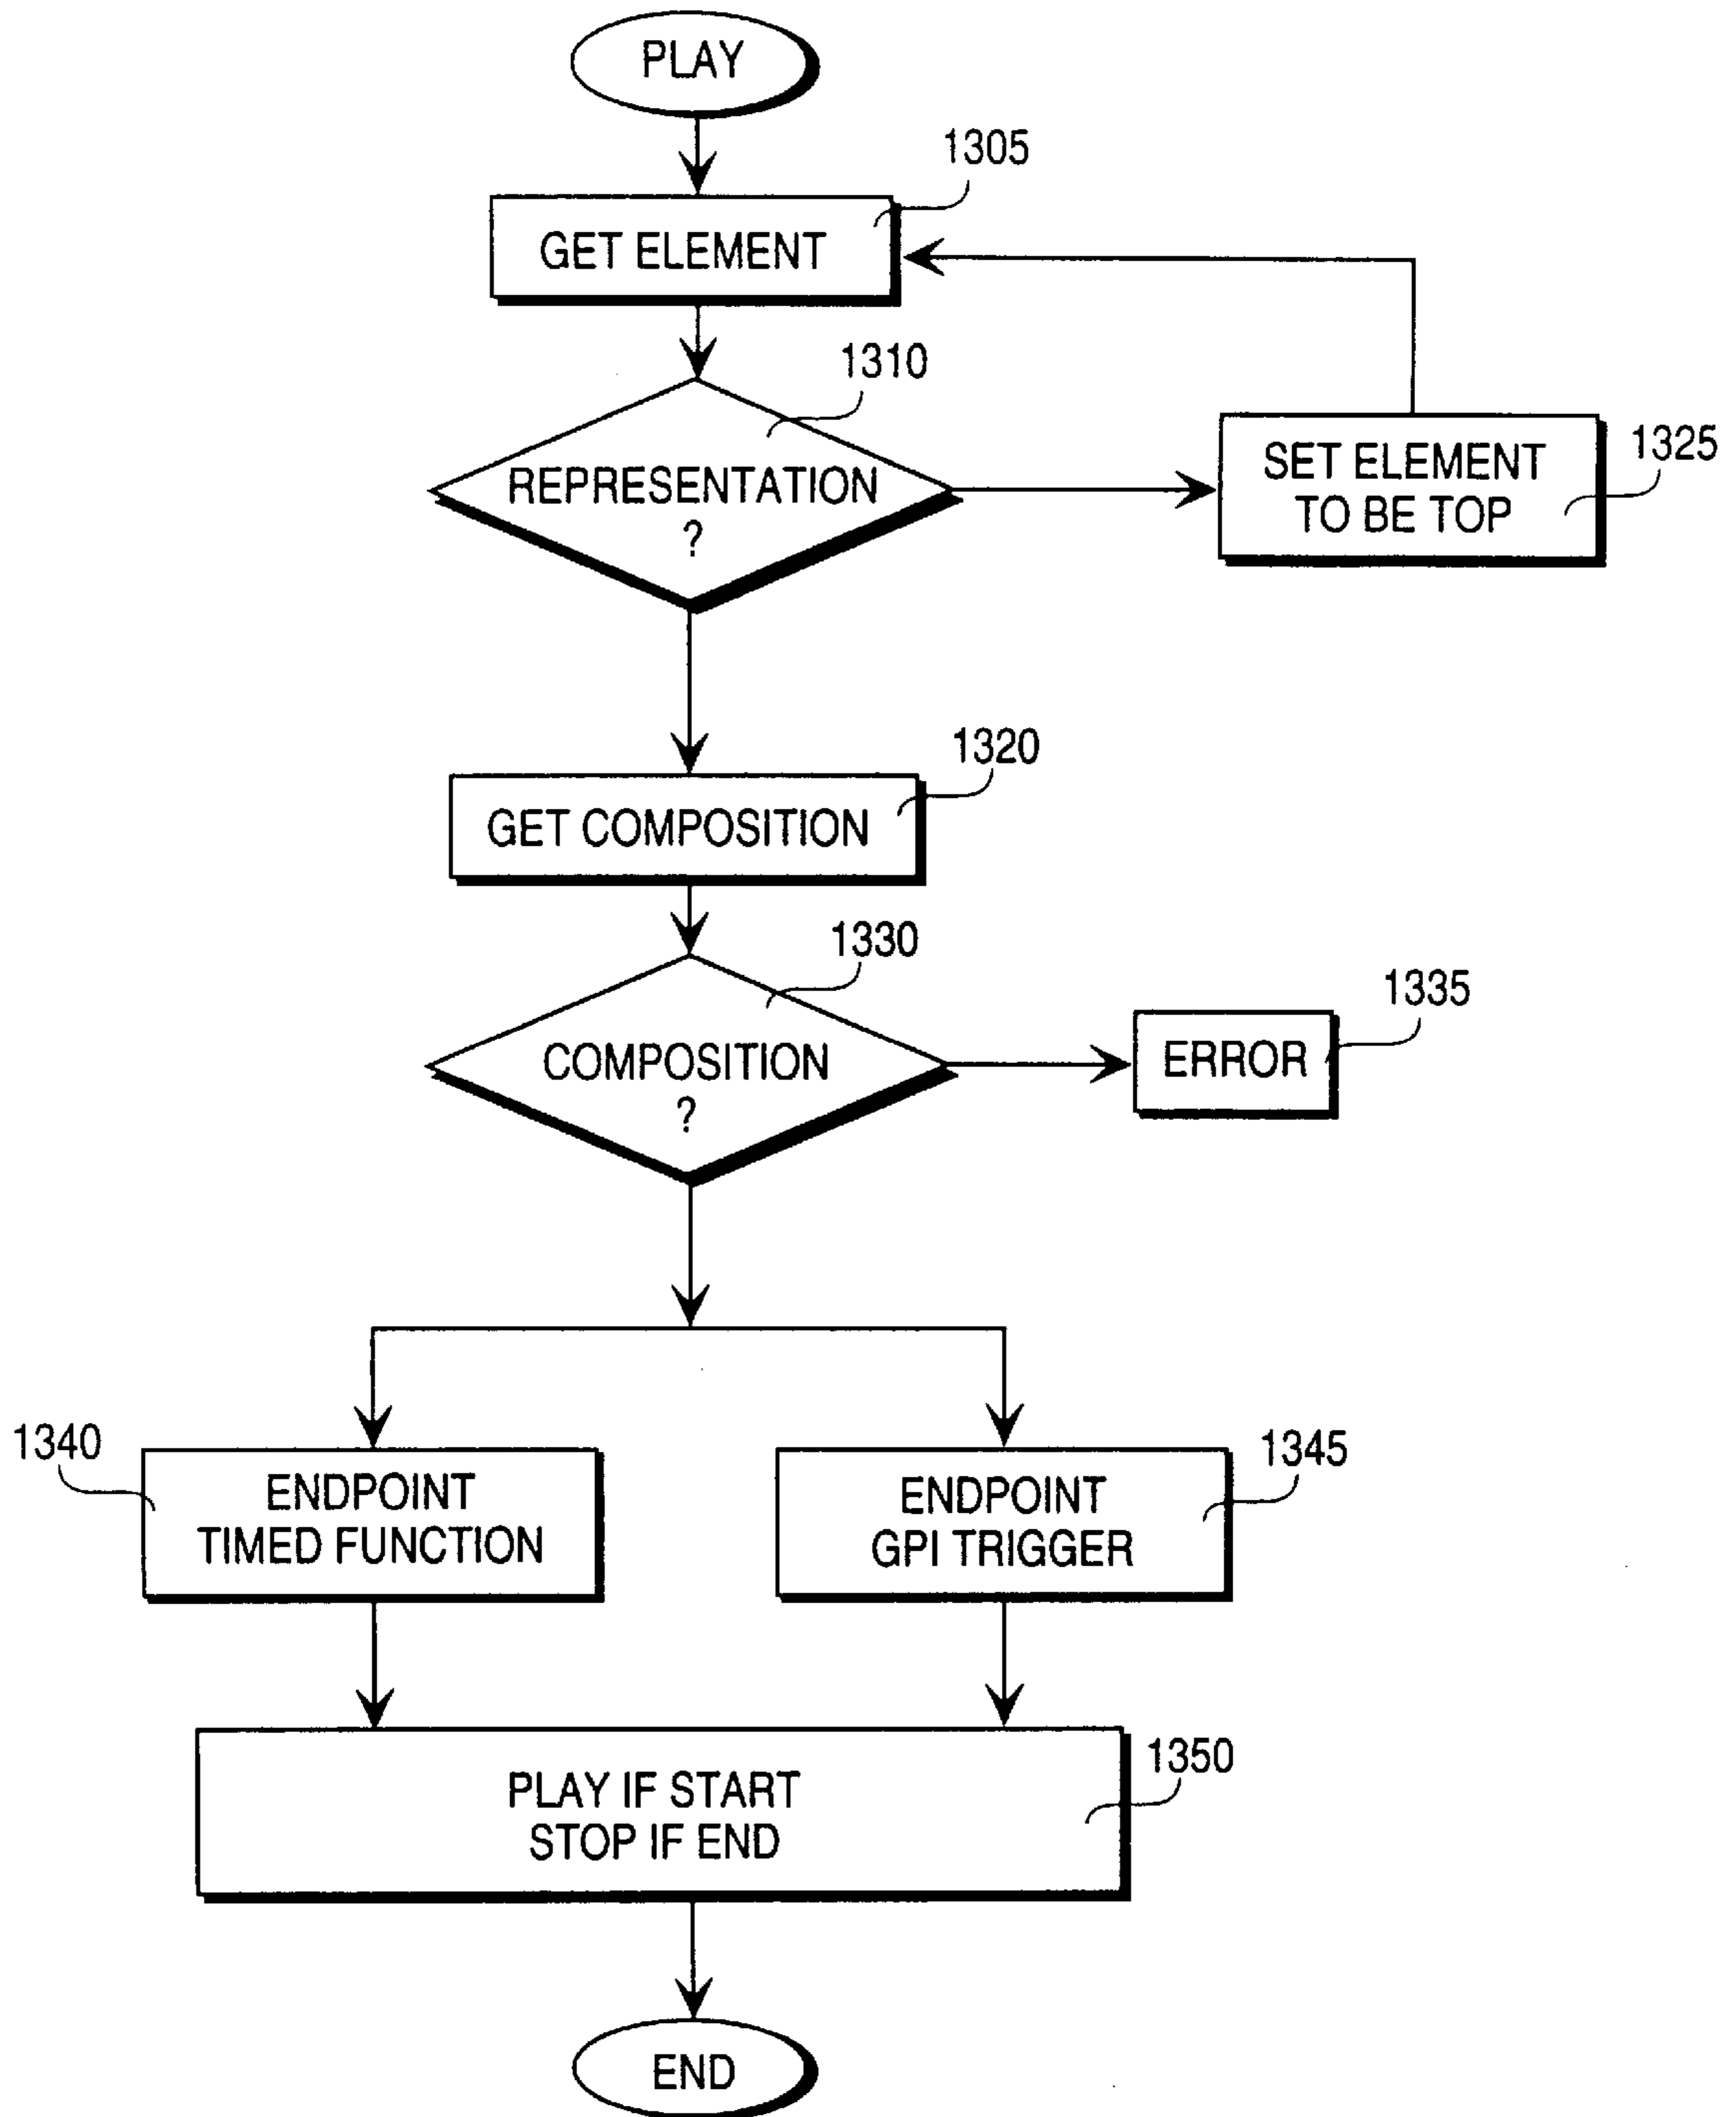 PLAY
1305
GET ELEMENT
1310
REPRESENTATION
?
1325
SET ELEMENT
TO BE TOP
1320
GET COMPOSITION
1330
COMPOSITION
?
1335
ERROR
1340
ENDPOINT
TIMED FUNCTION
1345
ENDPOINT
GPI TRIGGER
1350
PLAY IF START
STOP IF END
END